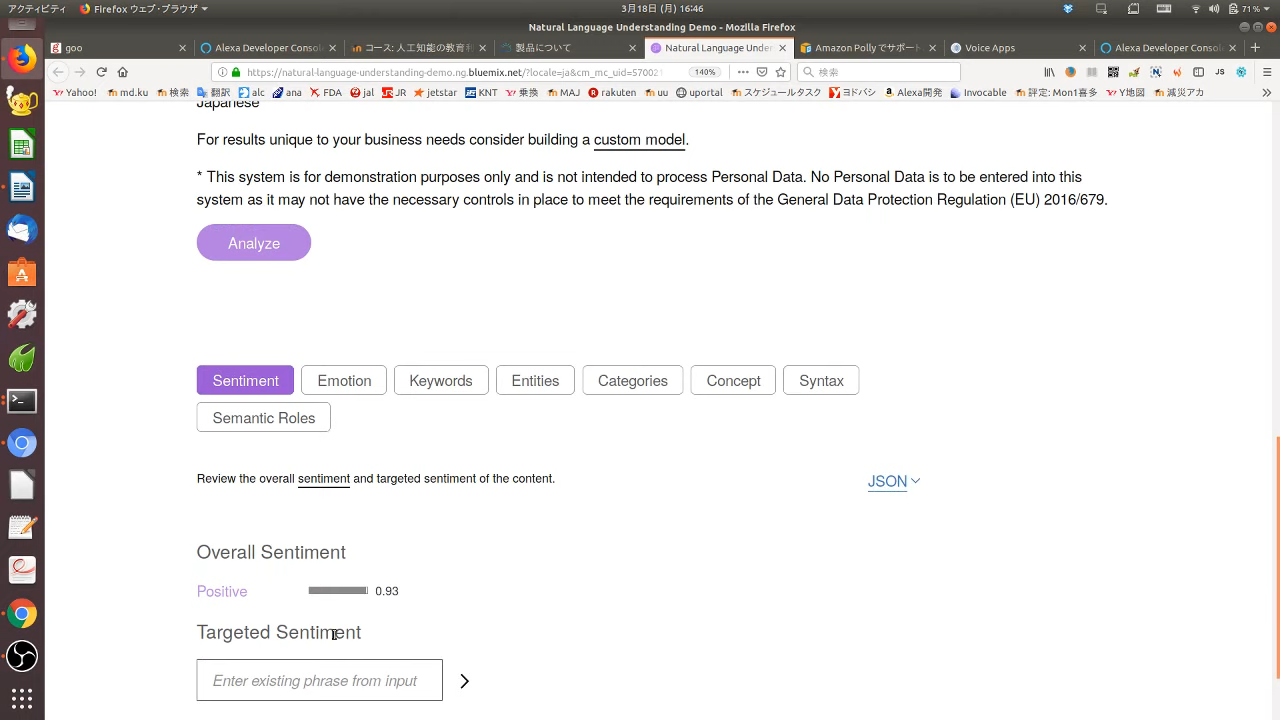 アクティビティ Firefox ウェブ・ブラウザ 3月18日 (月) 16:46 71%
Natural Language Understanding Demo - Mozilla Firefox
goo Alexa Developer Conso コース: 人工知能の教育利 製品について Natural Language Under Amazon Polly でサポート Voice Apps Alexa Developer Consol
https://natural-language-understanding-demo.ng.bluemix.net/?locale=ja&cm_mc_uid=570021 140% 検索
Yahoo! md.ku 検索 翻訳 alc ana FDA jal JR jetstar KNT 乗換 MAJ rakuten uu uportal スケジュールタスク ヨドバシ Alexa開発 Invocable 評定: Mon1喜多 Y地図 減災アカ
Japanese
For results unique to your business needs consider building a custom model.
* This system is for demonstration purposes only and is not intended to process Personal Data. No Personal Data is to be entered into this
system as it may not have the necessary controls in place to meet the requirements of the General Data Protection Regulation (EU) 2016/679.
Analyze
Sentiment Emotion Keywords Entities Categories Concept Syntax
Semantic Roles
Review the overall sentiment and targeted sentiment of the content. JSON
Overall Sentiment
Positive 0.93
Targeted Sentiment
Enter existing phrase from input